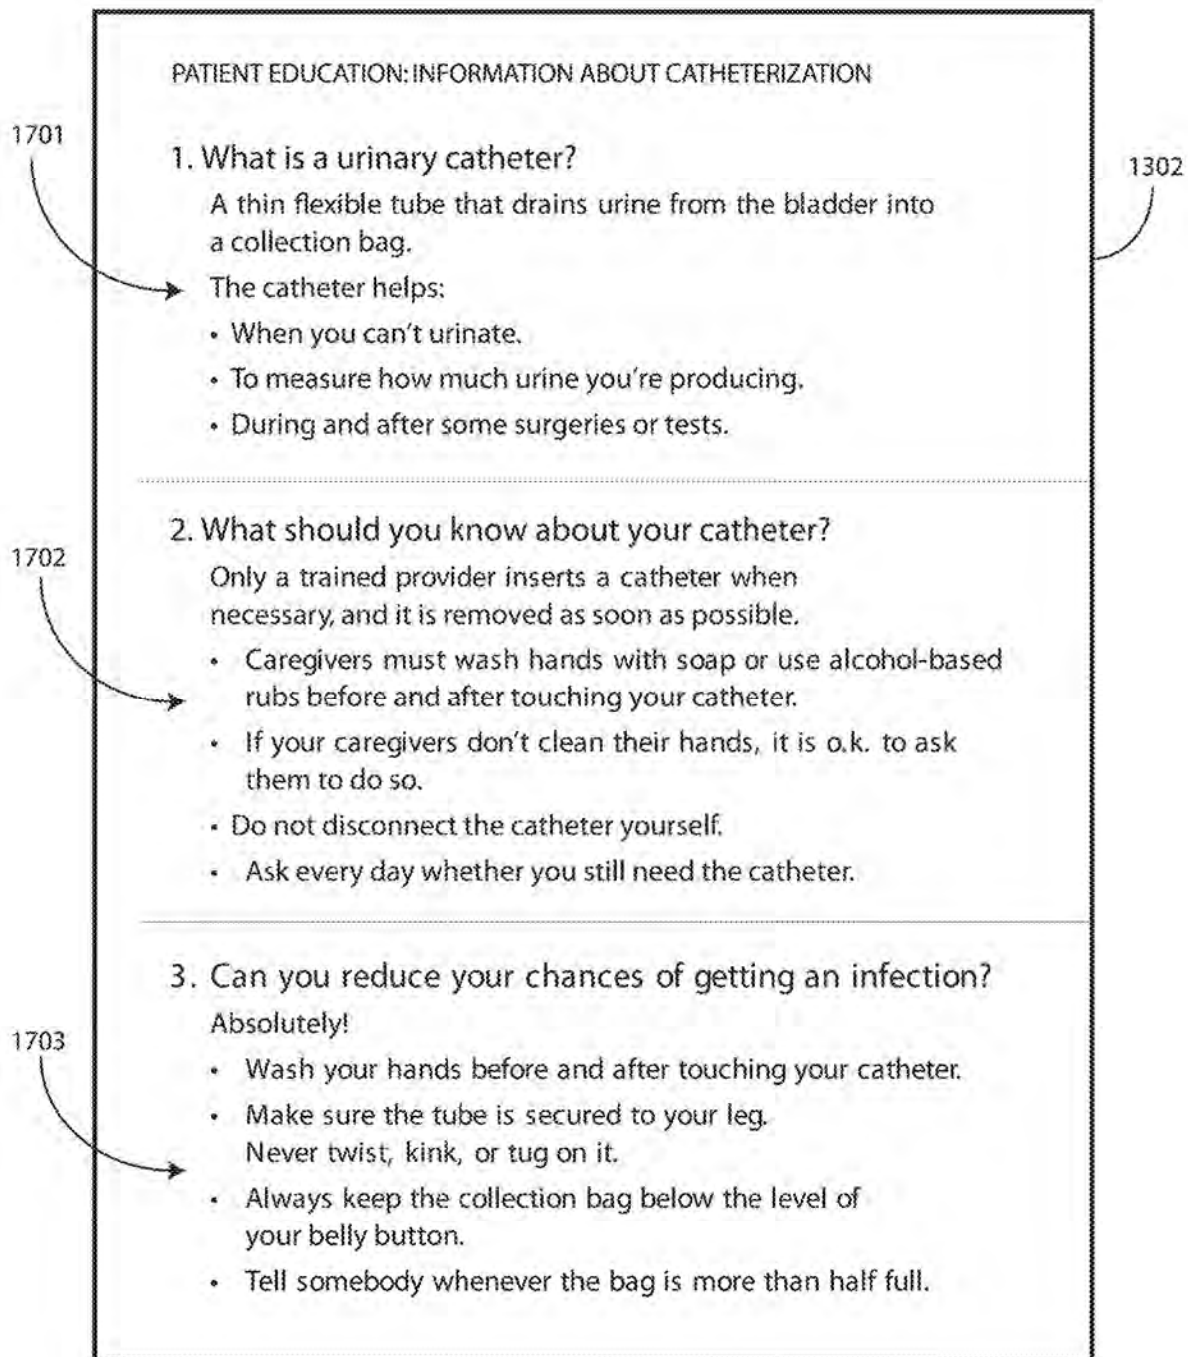 PATIENT EDUCATION: INFORMATION ABOUT CATHETERIZATION
1701
1302
1. What is a urinary catheter?
A thin flexible tube that drains urine from the bladder into
a collection bag.
The catheter helps:
• When you can't urinate.
• To measure how much urine you're producing.
• During and after some surgeries or tests.
1702
2. What should you know about your catheter?
Only a trained provider inserts a catheter when
necessary, and it is removed as soon as possible.
• Caregivers must wash hands with soap or use alcohol-based
rubs before and after touching your catheter.
• If your caregivers don't clean their hands, it is o.k. to ask
them to do so.
• Do not disconnect the catheter yourself.
• Ask every day whether you still need the catheter.
1703
3. Can you reduce your chances of getting an infection?
Absolutely!
• Wash your hands before and after touching your catheter.
• Make sure the tube is secured to your leg.
Never twist, kink, or tug on it.
• Always keep the collection bag below the level of
your belly button.
• Tell somebody whenever the bag is more than half full.